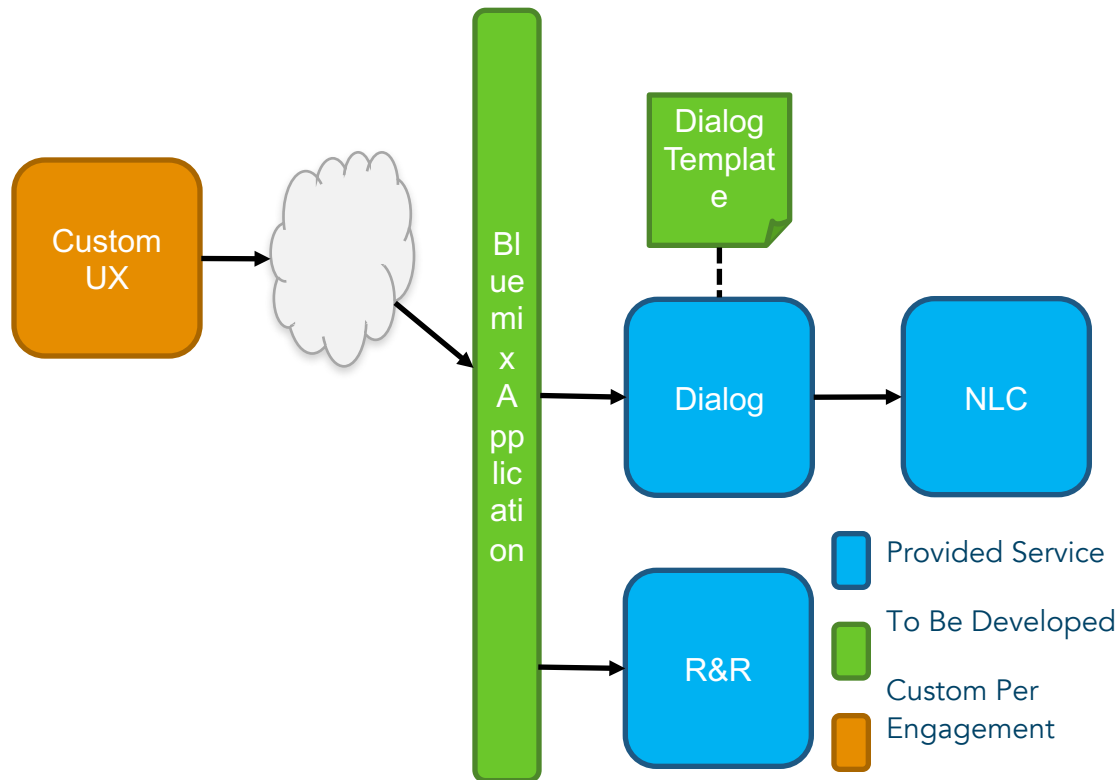 Custom
UX
Bl
ue
mi
x
A
pp
lic
ati
on
Dialog
Templat
e
Dialog
NLC
R&R
Provided Service
To Be Developed
Custom Per
Engagement